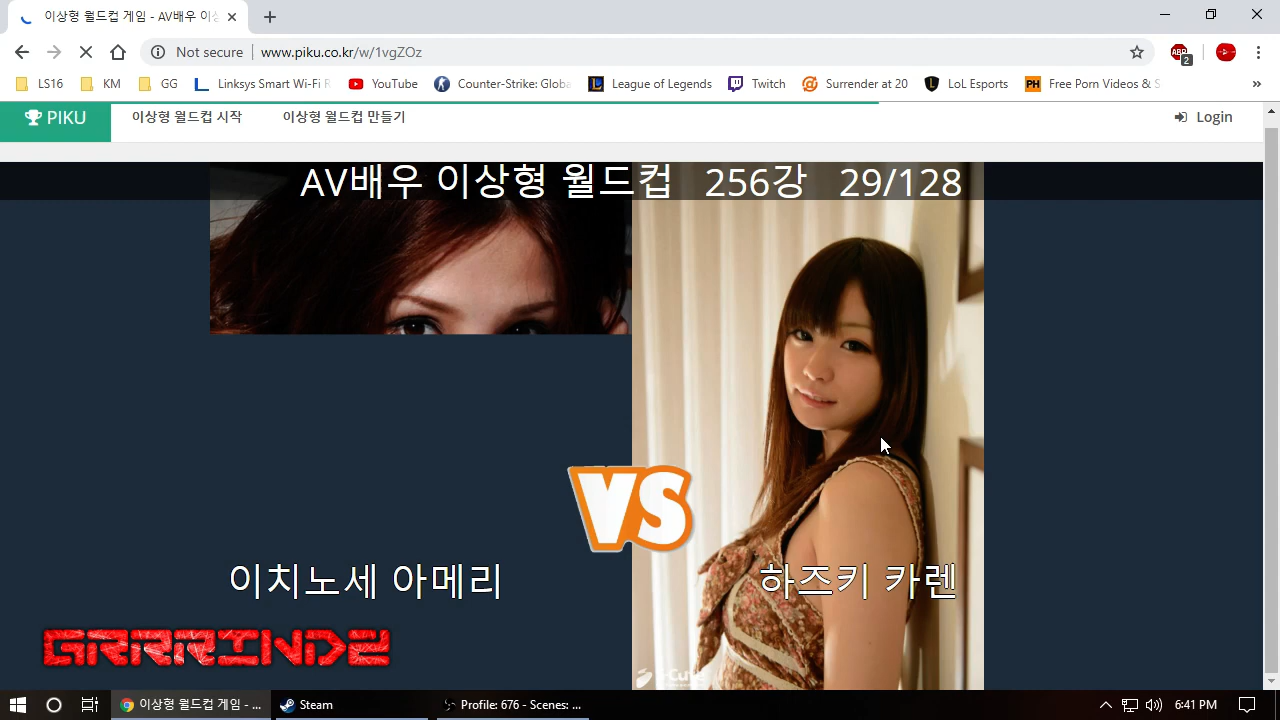 이상형 월드컵 게임 - AV배우 이상
Not secure www.piku.co.kr/w/1vgZOz
ABP 2
LS16 KM GG Linksys Smart Wi-Fi R YouTube Counter-Strike: Globa League of Legends Twitch Surrender at 20 LoL Esports PH Free Porn Videos & S
PIKU 이상형 월드컵 시작 이상형 월드컵 만들기 Login
AV배우 이상형 월드컵 256강 29/128
VS
이치노세 아메리 하즈키 카렌
GRRRINDZ
이상형 월드컵 게임 - ... Steam Profile: 676 - Scenes: ... 6:41 PM